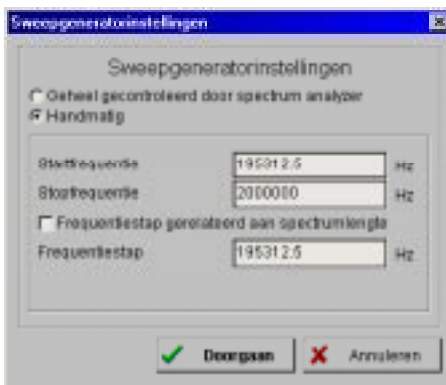 Sweepgeneratorinstellingen
Sweepgeneratorinstellingen
Geheel gecontroleerd door spectrum analyzer
Handmatig
Startfrequentie 195312.5 Hz
Stopfrequentie 2000000 Hz
Frequentiestap gerelateerd aan spectrumlengte
Frequentiestap 195312.5 Hz
Doorgaan Annuleren